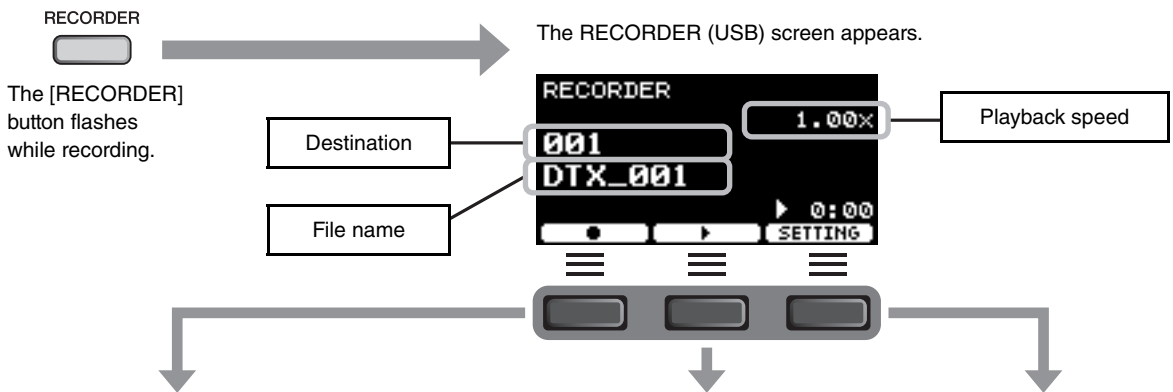 RECORDER
The RECORDER (USB) screen appears.
The [RECORDER]
button flashes
while recording.
RECORDER
1.00x
Playback speed
Destination
001
DTX_001
File name
▶ 0:00
● ▶ SETTING